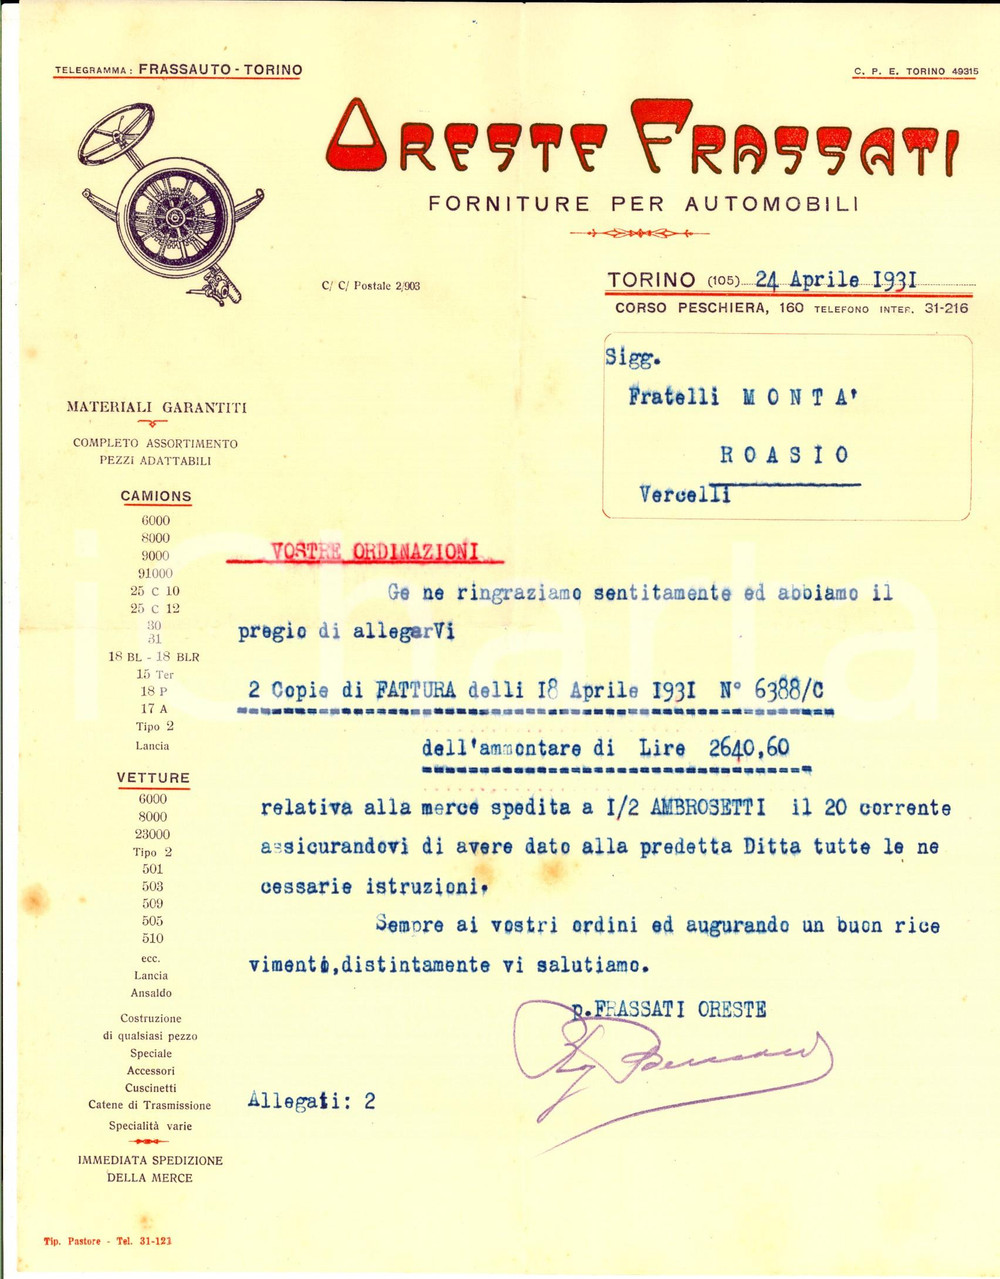 TELEGRAMMA: FRASSAUTO - TORINO
C. P. E. TORINO 49315
ORESTE FRASSATI
FORNITURE PER AUTOMOBILI
C/ C/ Postale 2/903
TORINO (105) 24 Aprile 1931
CORSO PESCHIERA, 160 TELEFONO INTER. 31-216
Sigg.
Fratelli MONTA'
ROASIO
Vercelli
MATERIALI GARANTITI
COMPLETO ASSORTIMENTO
PEZZI ADATTABILI
CAMIONS
6000
8000
9000
91000
25 C 10
25 C 12
30
31
18 BL - 18 BLR
15 Ter
18 P
17 A
Tipo 2
Lancia
VETTURE
6000
8000
23000
Tipo 2
501
503
509
505
510
ecc.
Lancia
Ansaldo
Costruzione
di qualsiasi pezzo
Speciale
Accessori
Cuscinetti
Catene di Trasmissione
Specialità varie
IMMEDIATA SPEDIZIONE
DELLA MERCE
VOSTRE ORDINAZIONI
Ce ne ringraziamo sentitamente ed abbiamo il
pregio di allegarVi
2 Copie di FATTURA delli 18 Aprile 1931 N° 6388/C
dell'ammontare di Lire 2640,60
relativa alla merce spedita a 1/2 AMBROSETTI il 20 corrente
assicurandovi di avere dato alla predetta Ditta tutte le ne
cessarie istruzioni.
Sempre ai vostri ordini ed augurando un buon rice
vimento,distintamente vi salutiamo.
p.FRASSATI ORESTE
Allegati: 2
Tip. Pastore - Tel. 31-121
iCharta